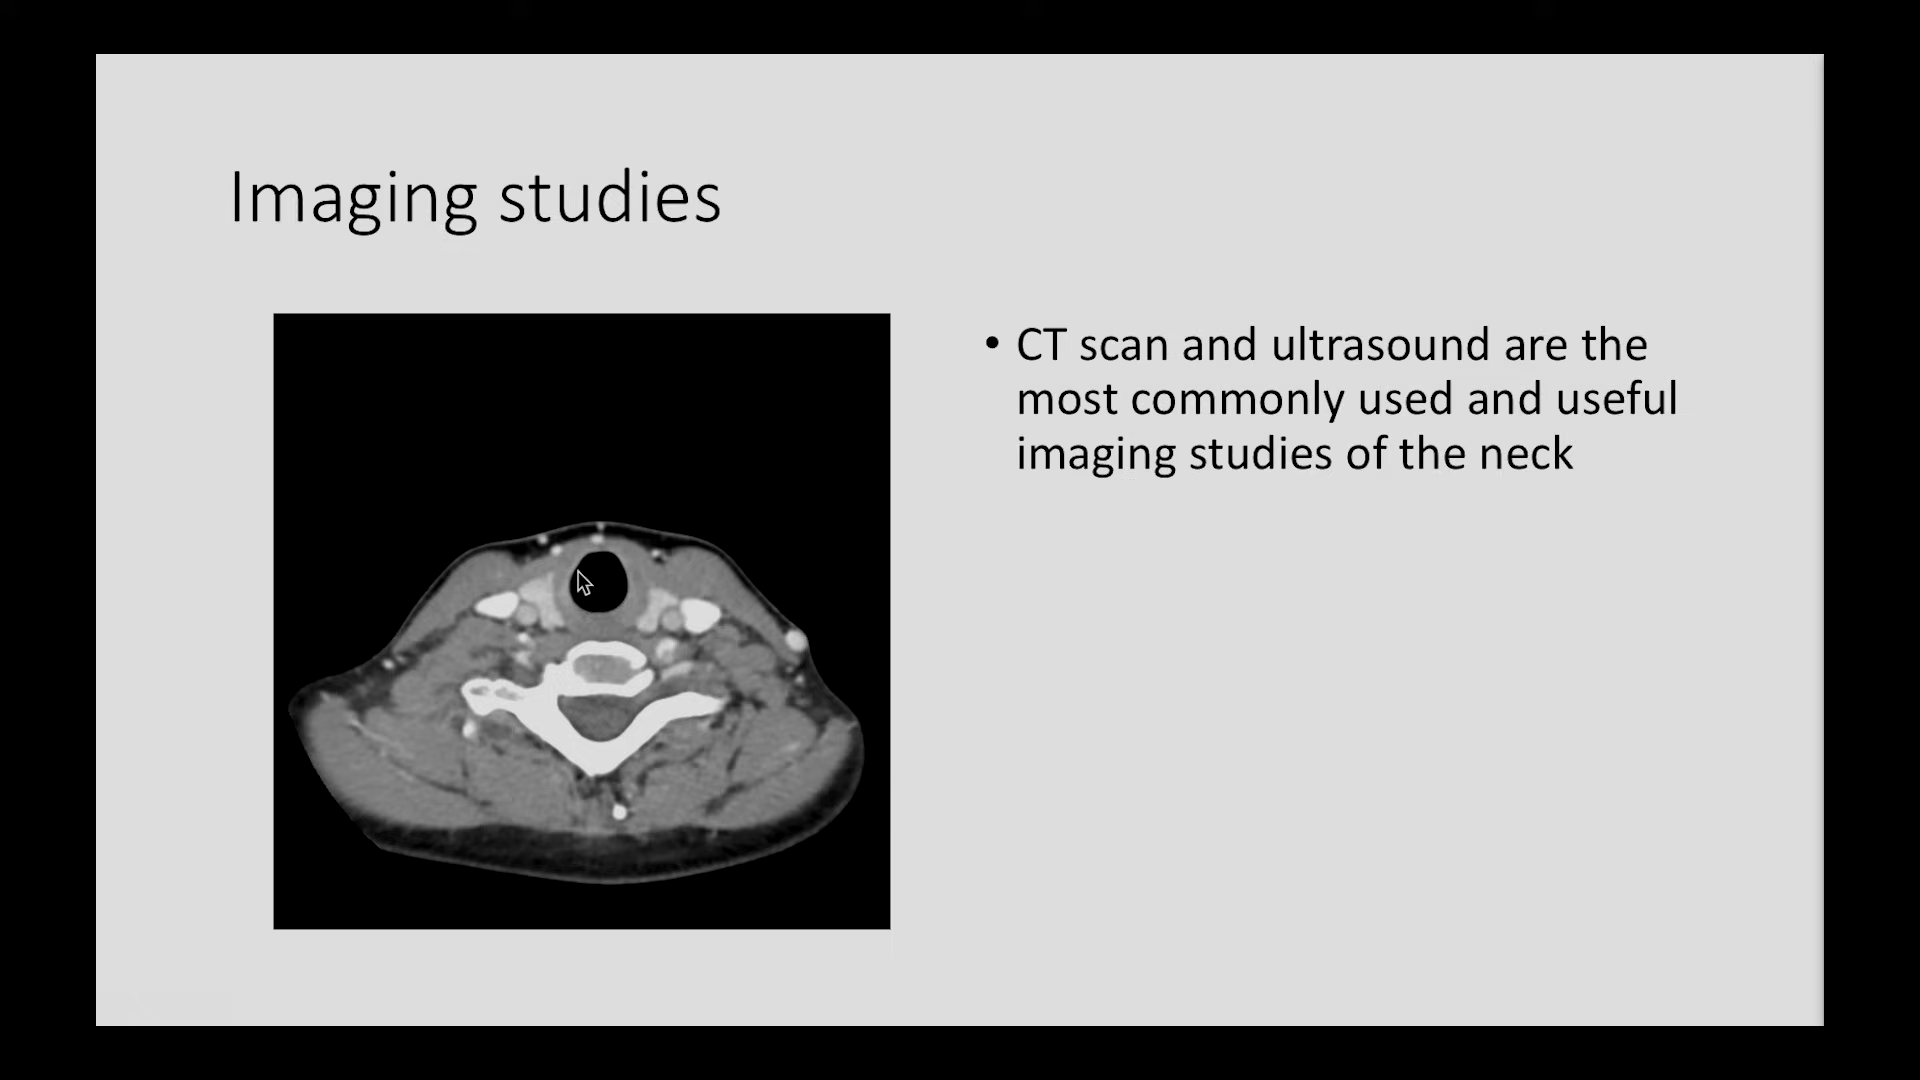 Imaging studies
• CT scan and ultrasound are the
most commonly used and useful
imaging studies of the neck